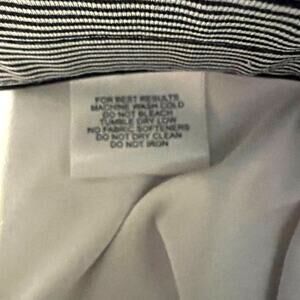 FOR BEST RESULTS
MACHINE WASH COLD
DO NOT BLEACH
TUMBLE DRY LOW
NO FABRIC SOFTENERS
DO NOT DRY CLEAN
DO NOT IRON